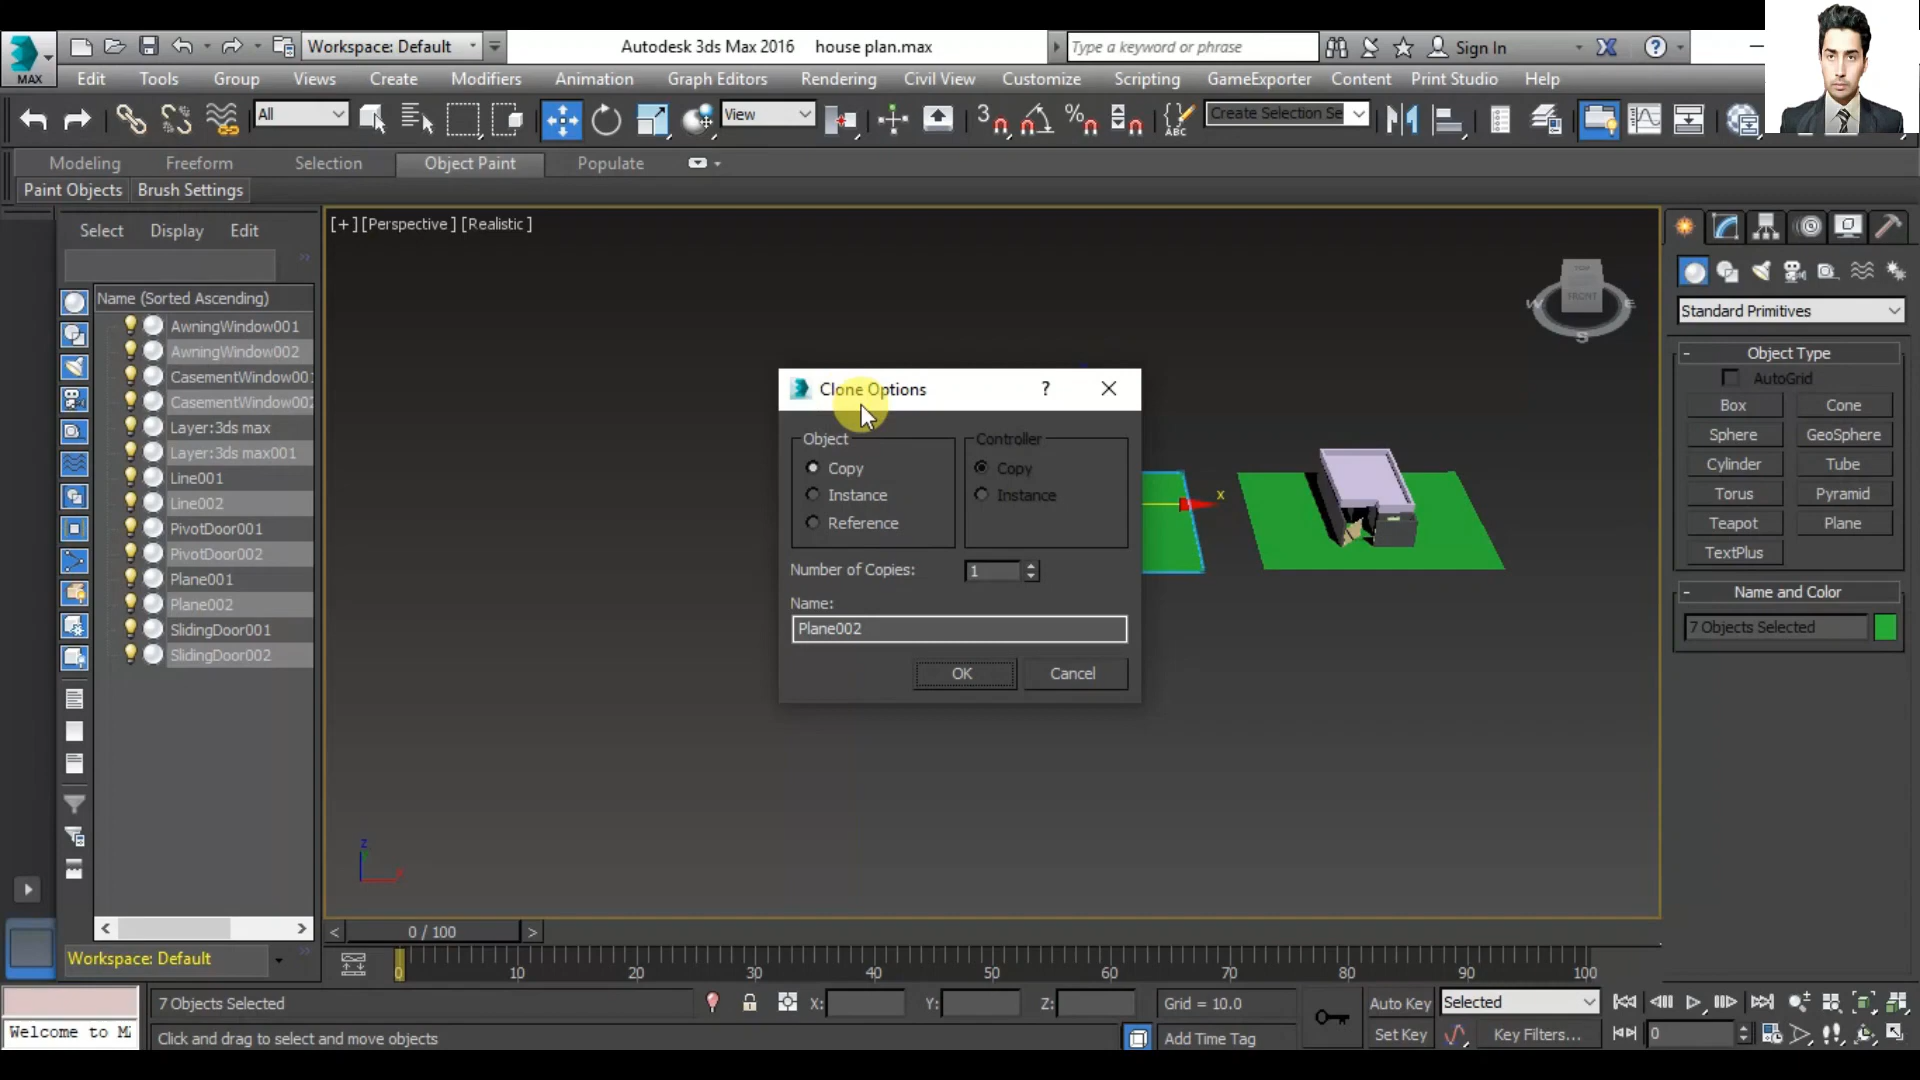 Workspace: Default
Autodesk 3ds Max 2016 house plan.max
Type a keyword or phrase
Sign In
MAX
Edit Tools Group Views Create Modifiers Animation Graph Editors Rendering Civil View Customize Scripting GameExporter Content Print Studio Help
All
View
3
Create Selection Se
ABC
Modeling Freeform Selection Object Paint Populate
Paint Objects Brush Settings
Select Display Edit
Name (Sorted Ascending)
AwningWindow001
AwningWindow002
CasementWindow001
CasementWindow002
Layer:3ds max
Layer:3ds max001
Line001
Line002
PivotDoor001
PivotDoor002
Plane001
Plane002
SlidingDoor001
SlidingDoor002
Workspace: Default
[+][Perspective][Realistic]
TOP
FRONT
W
E
S
x
z
Clone Options
Object
Copy
Instance
Reference
Controller
Copy
Instance
Number of Copies: 1
Name:
Plane002
OK Cancel
Standard Primitives
- Object Type
AutoGrid
Box Cone
Sphere GeoSphere
Cylinder Tube
Torus Pyramid
Teapot Plane
TextPlus
- Name and Color
7 Objects Selected
< 0 / 100 >
0 10 20 30 40 50 60 70 80 90 100
7 Objects Selected
X: Y: Z:
Grid = 10.0
Auto Key Selected
Welcome to M
Click and drag to select and move objects
Add Time Tag
Set Key Key Filters...
0